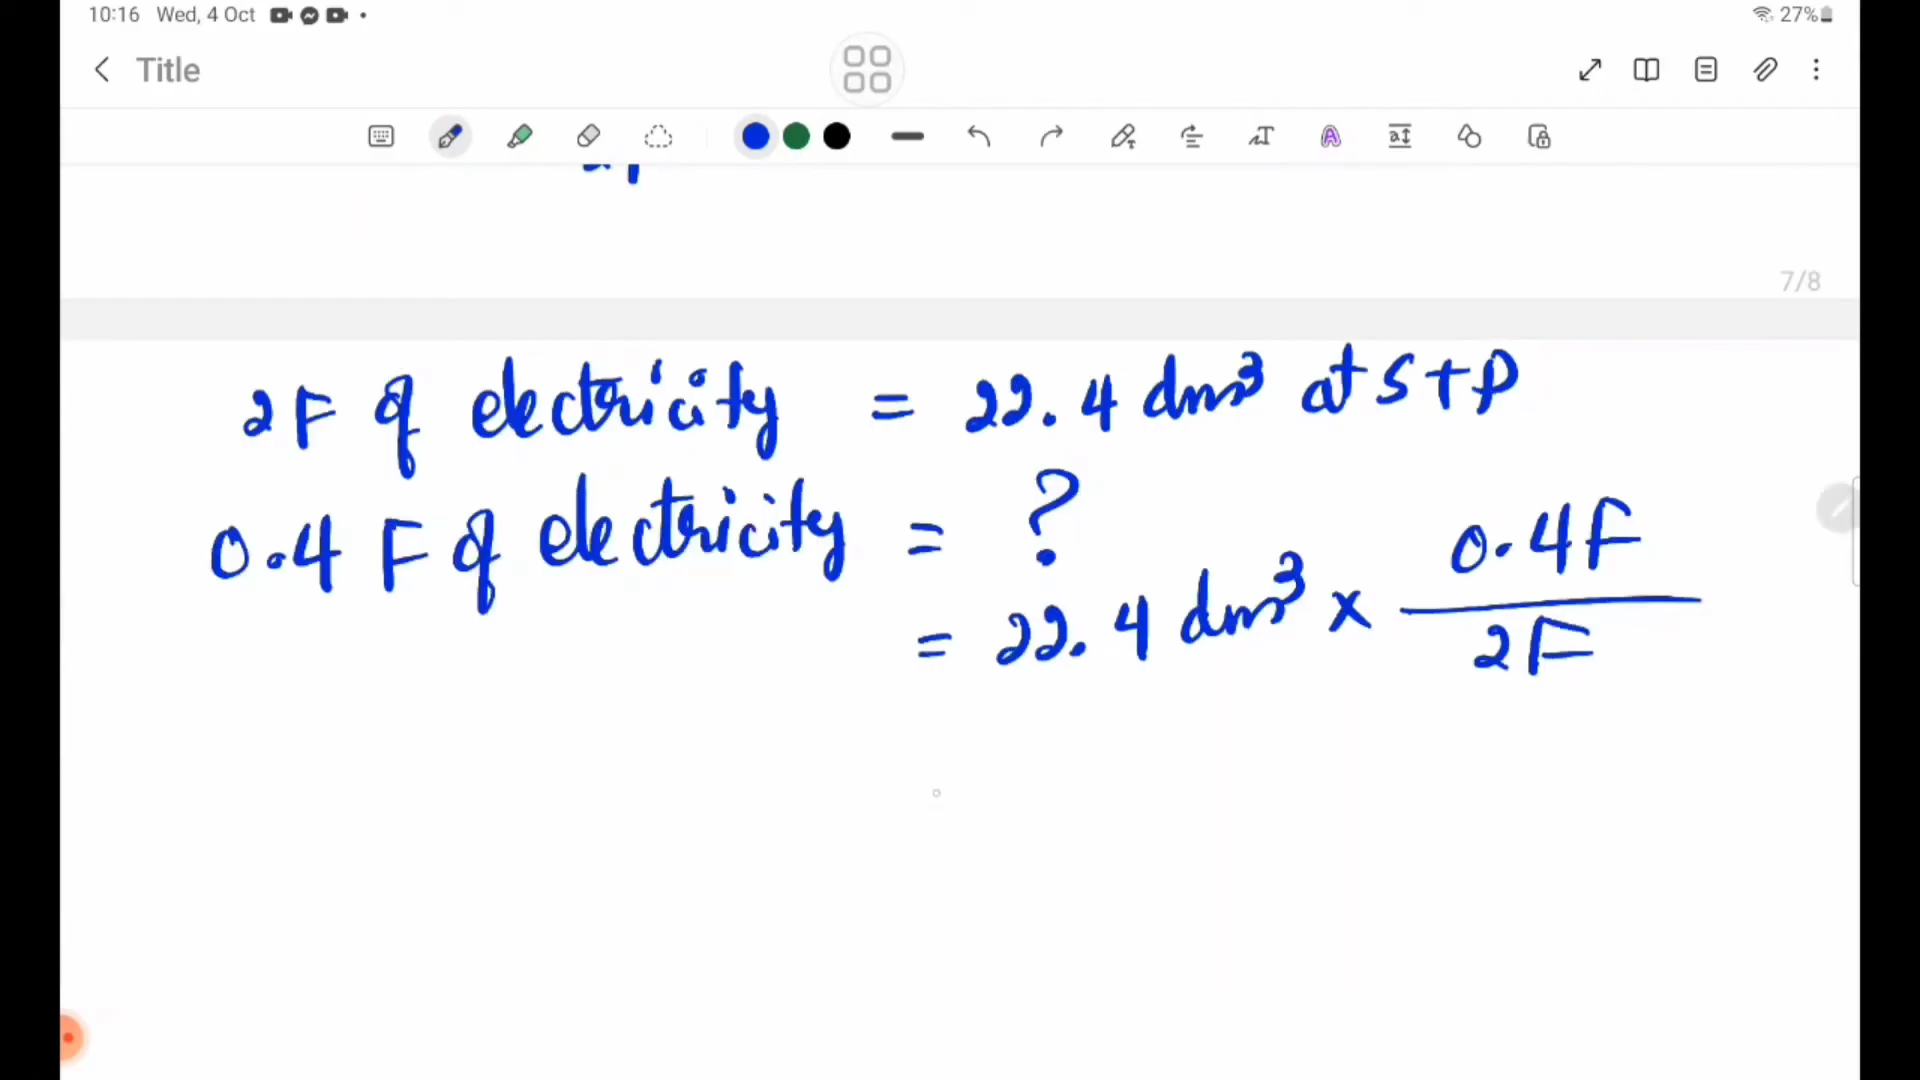 10:16 Wed, 4 Oct
27%
Title
7/8
2F of electricity = 22.4 dm³ at STP
0.4 F of electricity = ?
= 22.4 dm³ x 0.4F / 2F